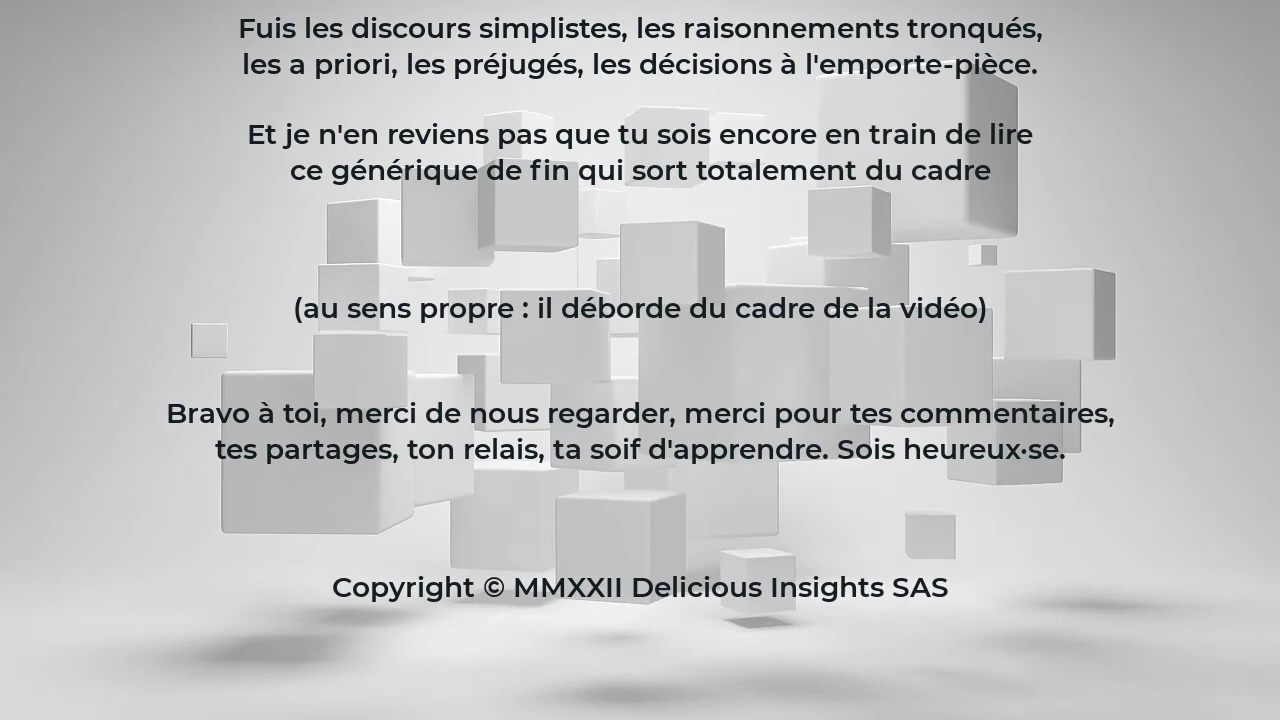 Fuis les discours simplistes, les raisonnements tronqués,
les a priori, les préjugés, les décisions à l'emporte-pièce.
Et je n'en reviens pas que tu sois encore en train de lire
ce générique de fin qui sort totalement du cadre
(au sens propre : il déborde du cadre de la vidéo)
Bravo à toi, merci de nous regarder, merci pour tes commentaires,
tes partages, ton relais, ta soif d'apprendre. Sois heureux·se.
Copyright © MMXXII Delicious Insights SAS